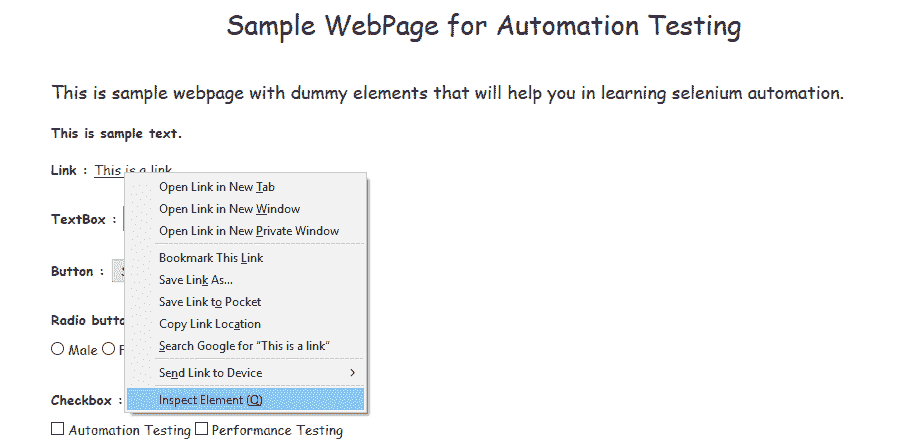 Sample WebPage for Automation Testing
This is sample webpage with dummy elements that will help you in learning selenium automation.
This is sample text.
Link : This is a link
Open Link in New Tab
Open Link in New Window
TextBox :
Open Link in New Private Window
Bookmark This Link
Button :
Save Link As...
Save Link to Pocket
Copy Link Location
Radio
Search Google for “This is a link”
Male
Send Link to Device
Checkbox :
Inspect Element (Q)
Automation Testing Performance Testing